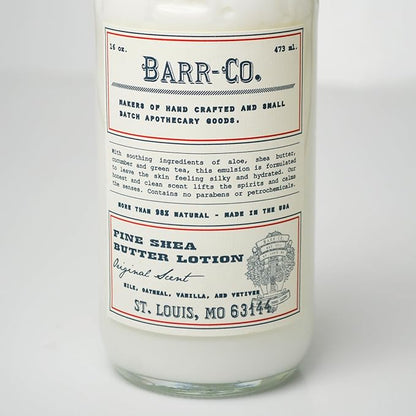 16 oz. 473 ml.
BARR-CO.
MAKERS OF HAND CRAFTED AND SMALL
BATCH APOTHECARY GOODS.
With soothing ingredients of aloe, shea butter,
cucumber and green tea, this emulsion is formulated
to leave the skin feeling silky and hydrated. Our
honest and clean scent lifts the spirits and calms
the senses. Contains no parabens or petrochemicals.
MORE THAN 98% NATURAL - MADE IN THE USA
FINE SHEA
BUTTER LOTION
Original Scent
MILK, OATMEAL, VANILLA, AND VETIVER
ST. LOUIS, MO 63144